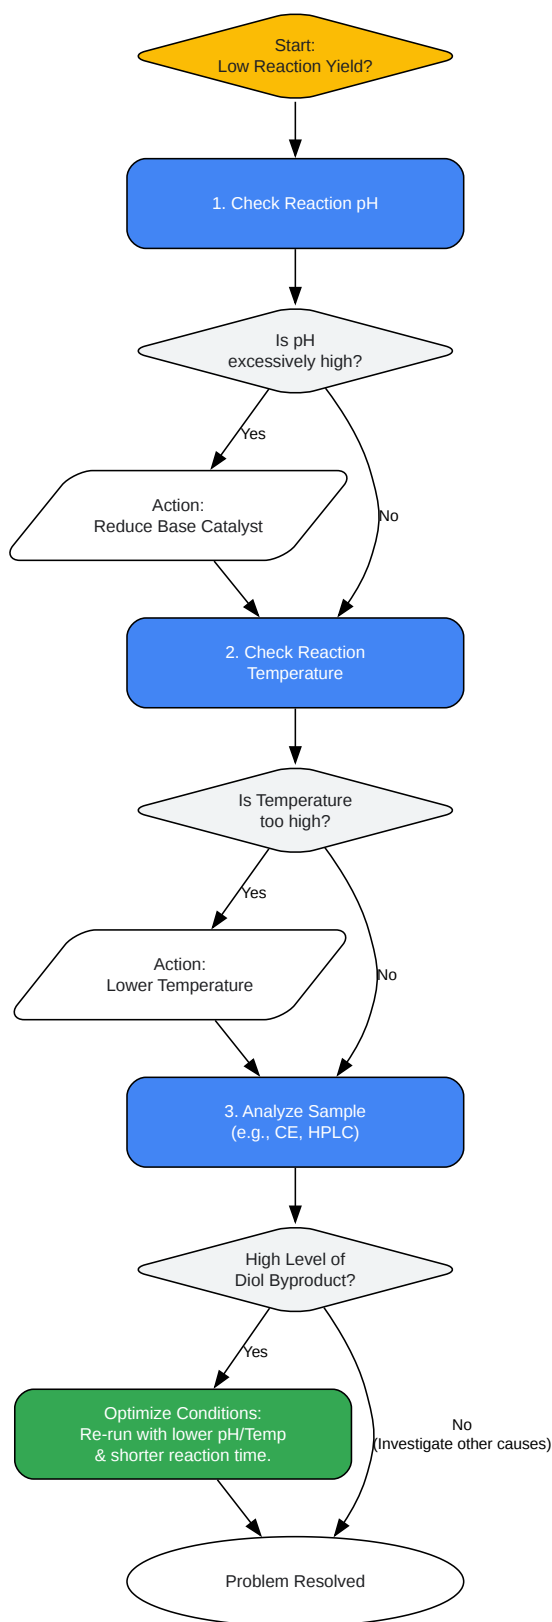 Start:
Low Reaction Yield?
1. Check Reaction pH
Is pH
excessively high?
Yes
Action:
Reduce Base Catalyst
No
2. Check Reaction
Temperature
Is Temperature
too high?
Yes
Action:
Lower Temperature
No
3. Analyze Sample
(e.g., CE, HPLC)
High Level of
Diol Byproduct?
Yes
Optimize Conditions:
Re-run with lower pH/Temp
& shorter reaction time.
No
(Investigate other causes)
Problem Resolved